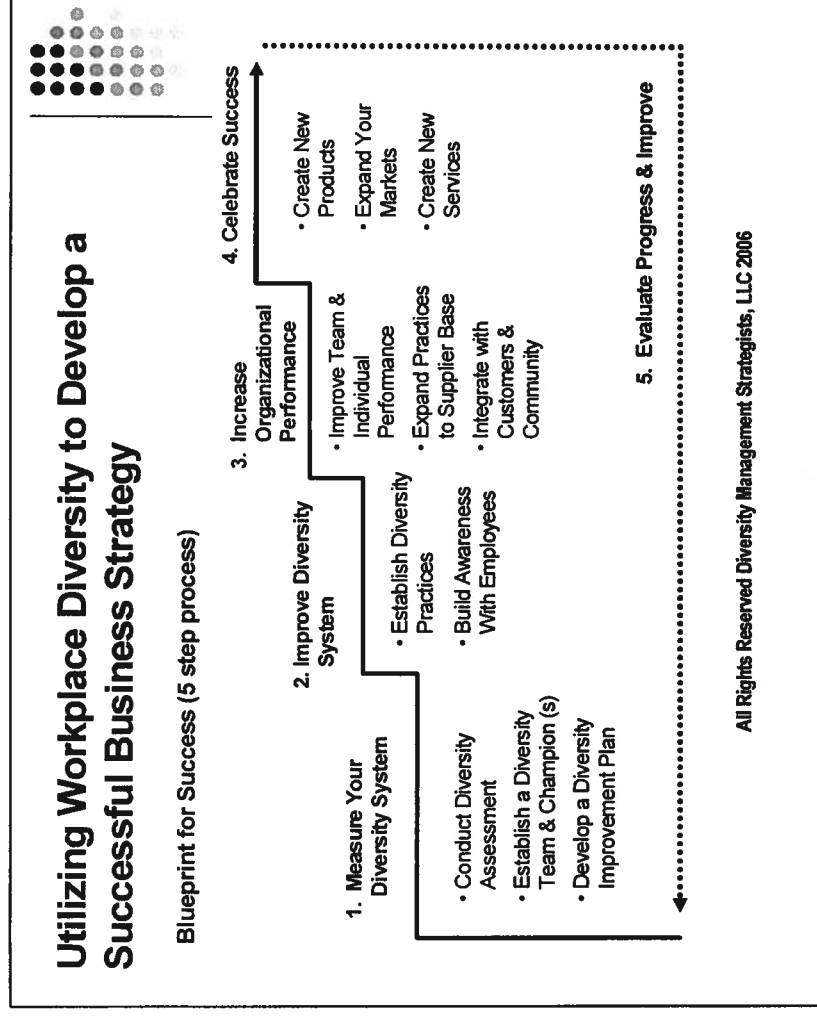 Utilizing Workplace Diversity to Develop a
Successful Business Strategy
Blueprint for Success (5 step process)
1. Measure Your
Diversity System
• Conduct Diversity
Assessment
• Establish a Diversity
Team & Champion (s)
• Develop a Diversity
Improvement Plan
2. Improve Diversity
System
• Establish Diversity
Practices
• Build Awareness
With Employees
3. Increase
Organizational
Performance
• Improve Team &
Individual
Performance
• Expand Practices
to Supplier Base
• Integrate with
Customers &
Community
4. Celebrate Success
• Create New
Products
• Expand Your
Markets
• Create New
Services
5. Evaluate Progress & Improve
All Rights Reserved Diversity Management Strategists, LLC 2006